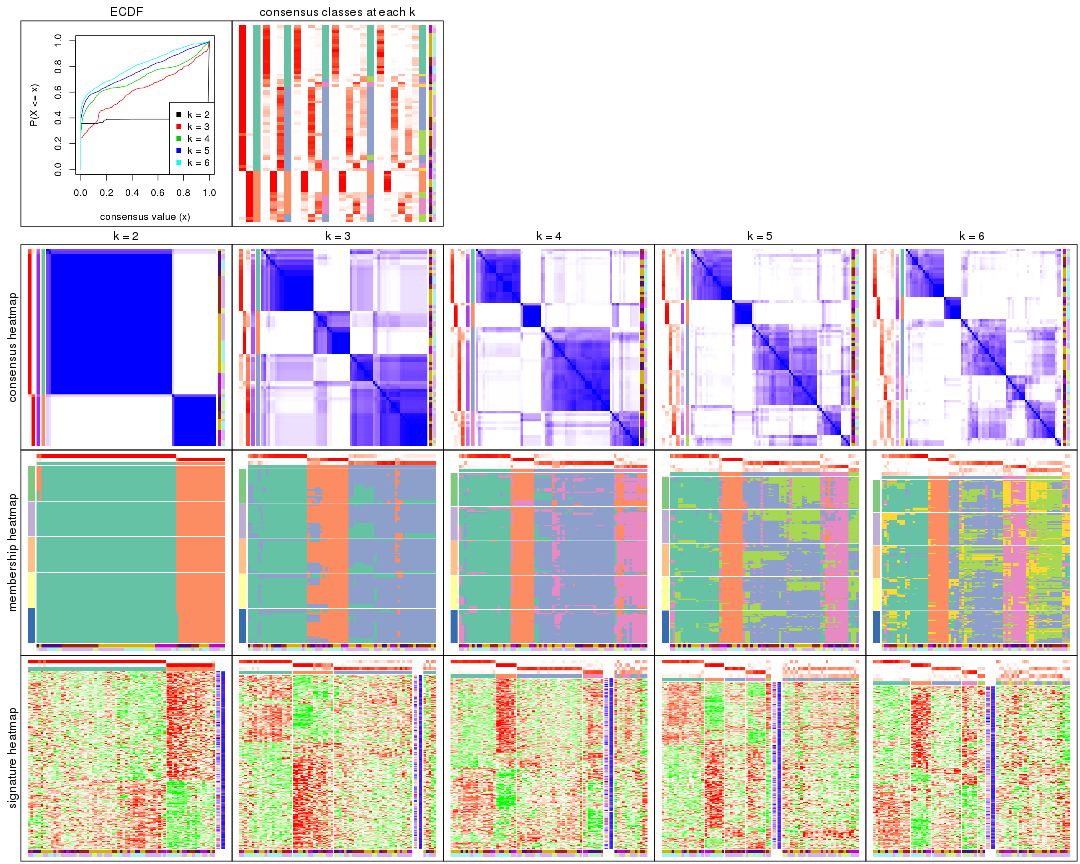 ECDF
consensus classes at each k
P(X <= x)
0.0 0.2 0.4 0.6 0.8 1.0
k = 2
k = 3
k = 4
k = 5
k = 6
0.0 0.2 0.4 0.6 0.8 1.0
consensus value (x)
k = 2
k = 3
k = 4
k = 5
k = 6
consensus heatmap
membership heatmap
signature heatmap